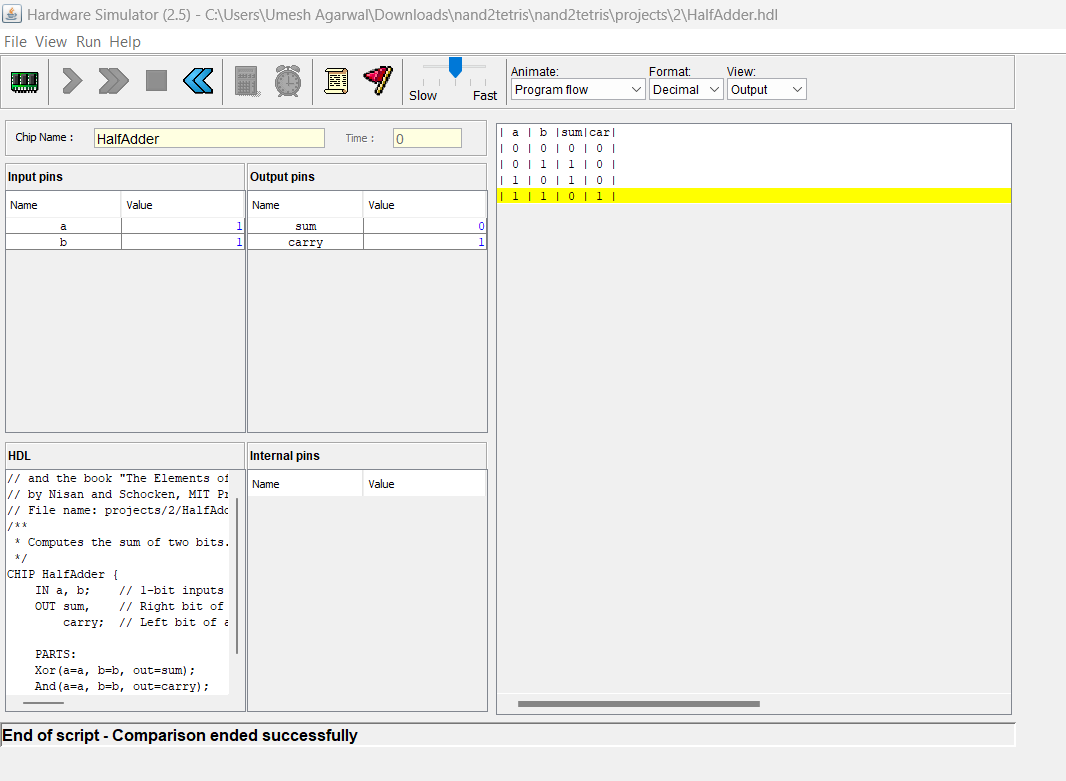 Hardware Simulator (2.5) - C:\Users\Umesh Agarwal\Downloads\nand2tetris\nand2tetris\projects\2\HalfAdder.hdl
File View Run Help
Slow Fast
Animate: Format: View:
Program flow Decimal Output
Chip Name : HalfAdder Time : 0
Input pins
Name Value
a 1
b 1
Output pins
Name Value
sum 0
carry 1
HDL
// and the book "The Elements of
// by Nisan and Schocken, MIT Pr
// File name: projects/2/HalfAdd
/**
* Computes the sum of two bits.
*/
CHIP HalfAdder {
IN a, b; // 1-bit inputs
OUT sum, // Right bit of
carry; // Left bit of a
PARTS:
Xor(a=a, b=b, out=sum);
And(a=a, b=b, out=carry);
Internal pins
Name Value
| a | b |sum|car|
| 0 | 0 | 0 | 0 |
| 0 | 1 | 1 | 0 |
| 1 | 0 | 1 | 0 |
| 1 | 1 | 0 | 1 |
End of script - Comparison ended successfully